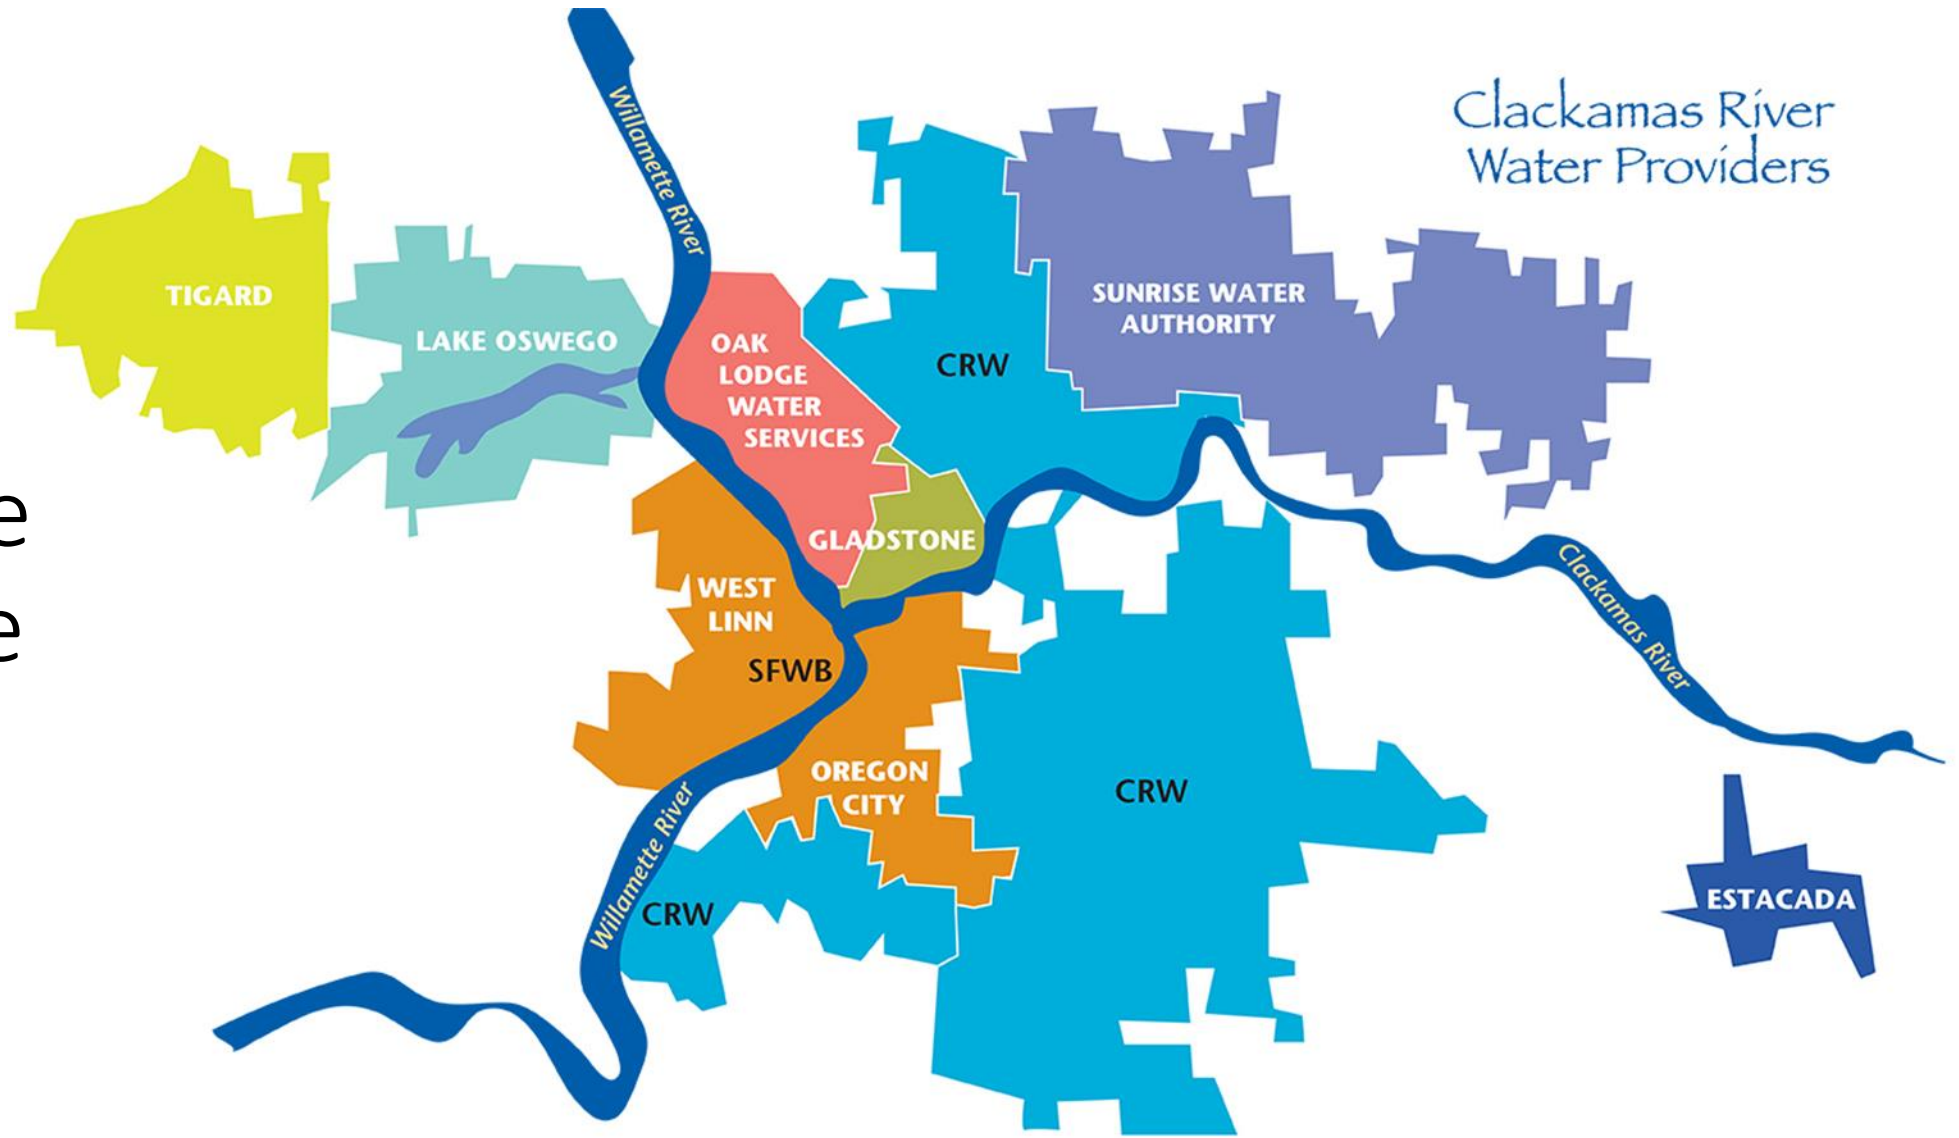 Clackamas River
Water Providers
Willamette River
TIGARD
LAKE OSWEGO
OAK
LODGE
WATER
SERVICES
CRW
SUNRISE WATER
AUTHORITY
GLADSTONE
WEST
LINN
SFWB
Clackamas River
OREGON
CITY
CRW
Willamette River
CRW
ESTACADA
e
e